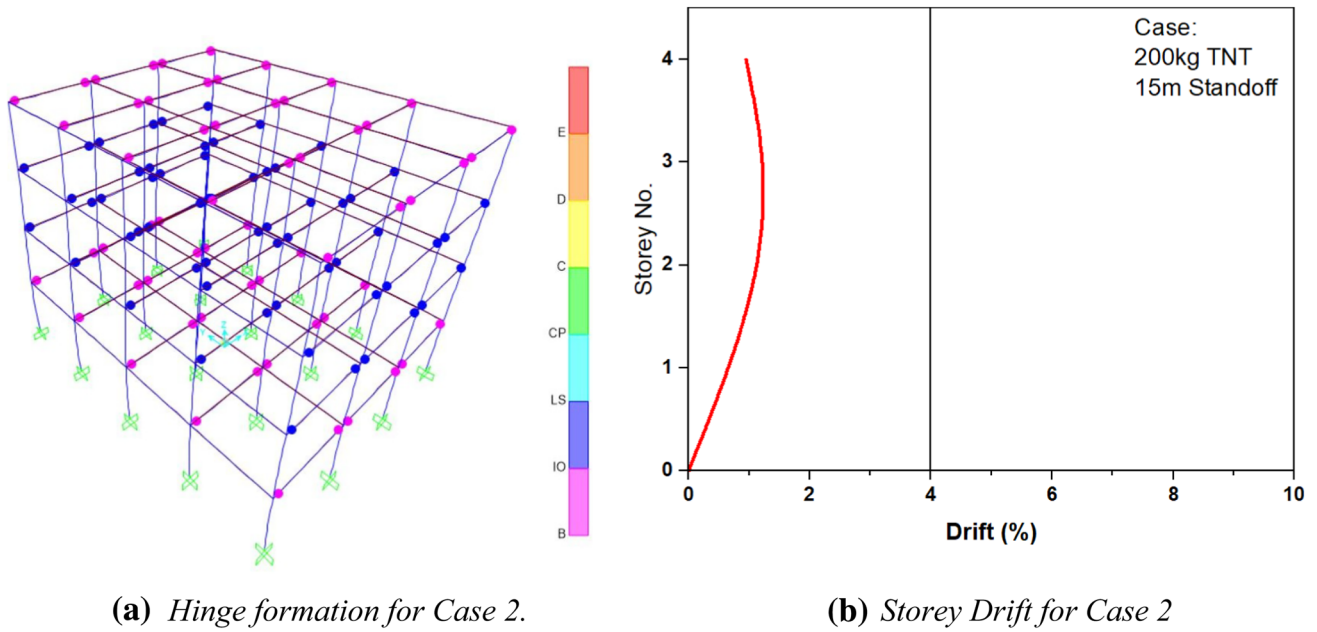 E
D
C
CP
LS
IO
B
Case:
200kg TNT
15m Standoff
Storey No.
4
3
2
1
0
0 2 4 6 8 10
Drift (%)
(a) Hinge formation for Case 2.
(b) Storey Drift for Case 2